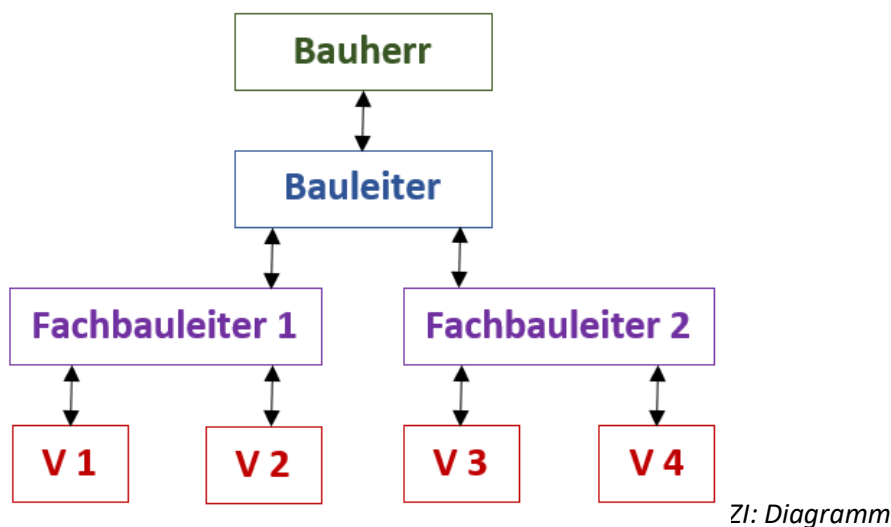 Bauherr
Bauleiter
Fachbauleiter 1
Fachbauleiter 2
V 1
V 2
V 3
V 4
ZI: Diagramm